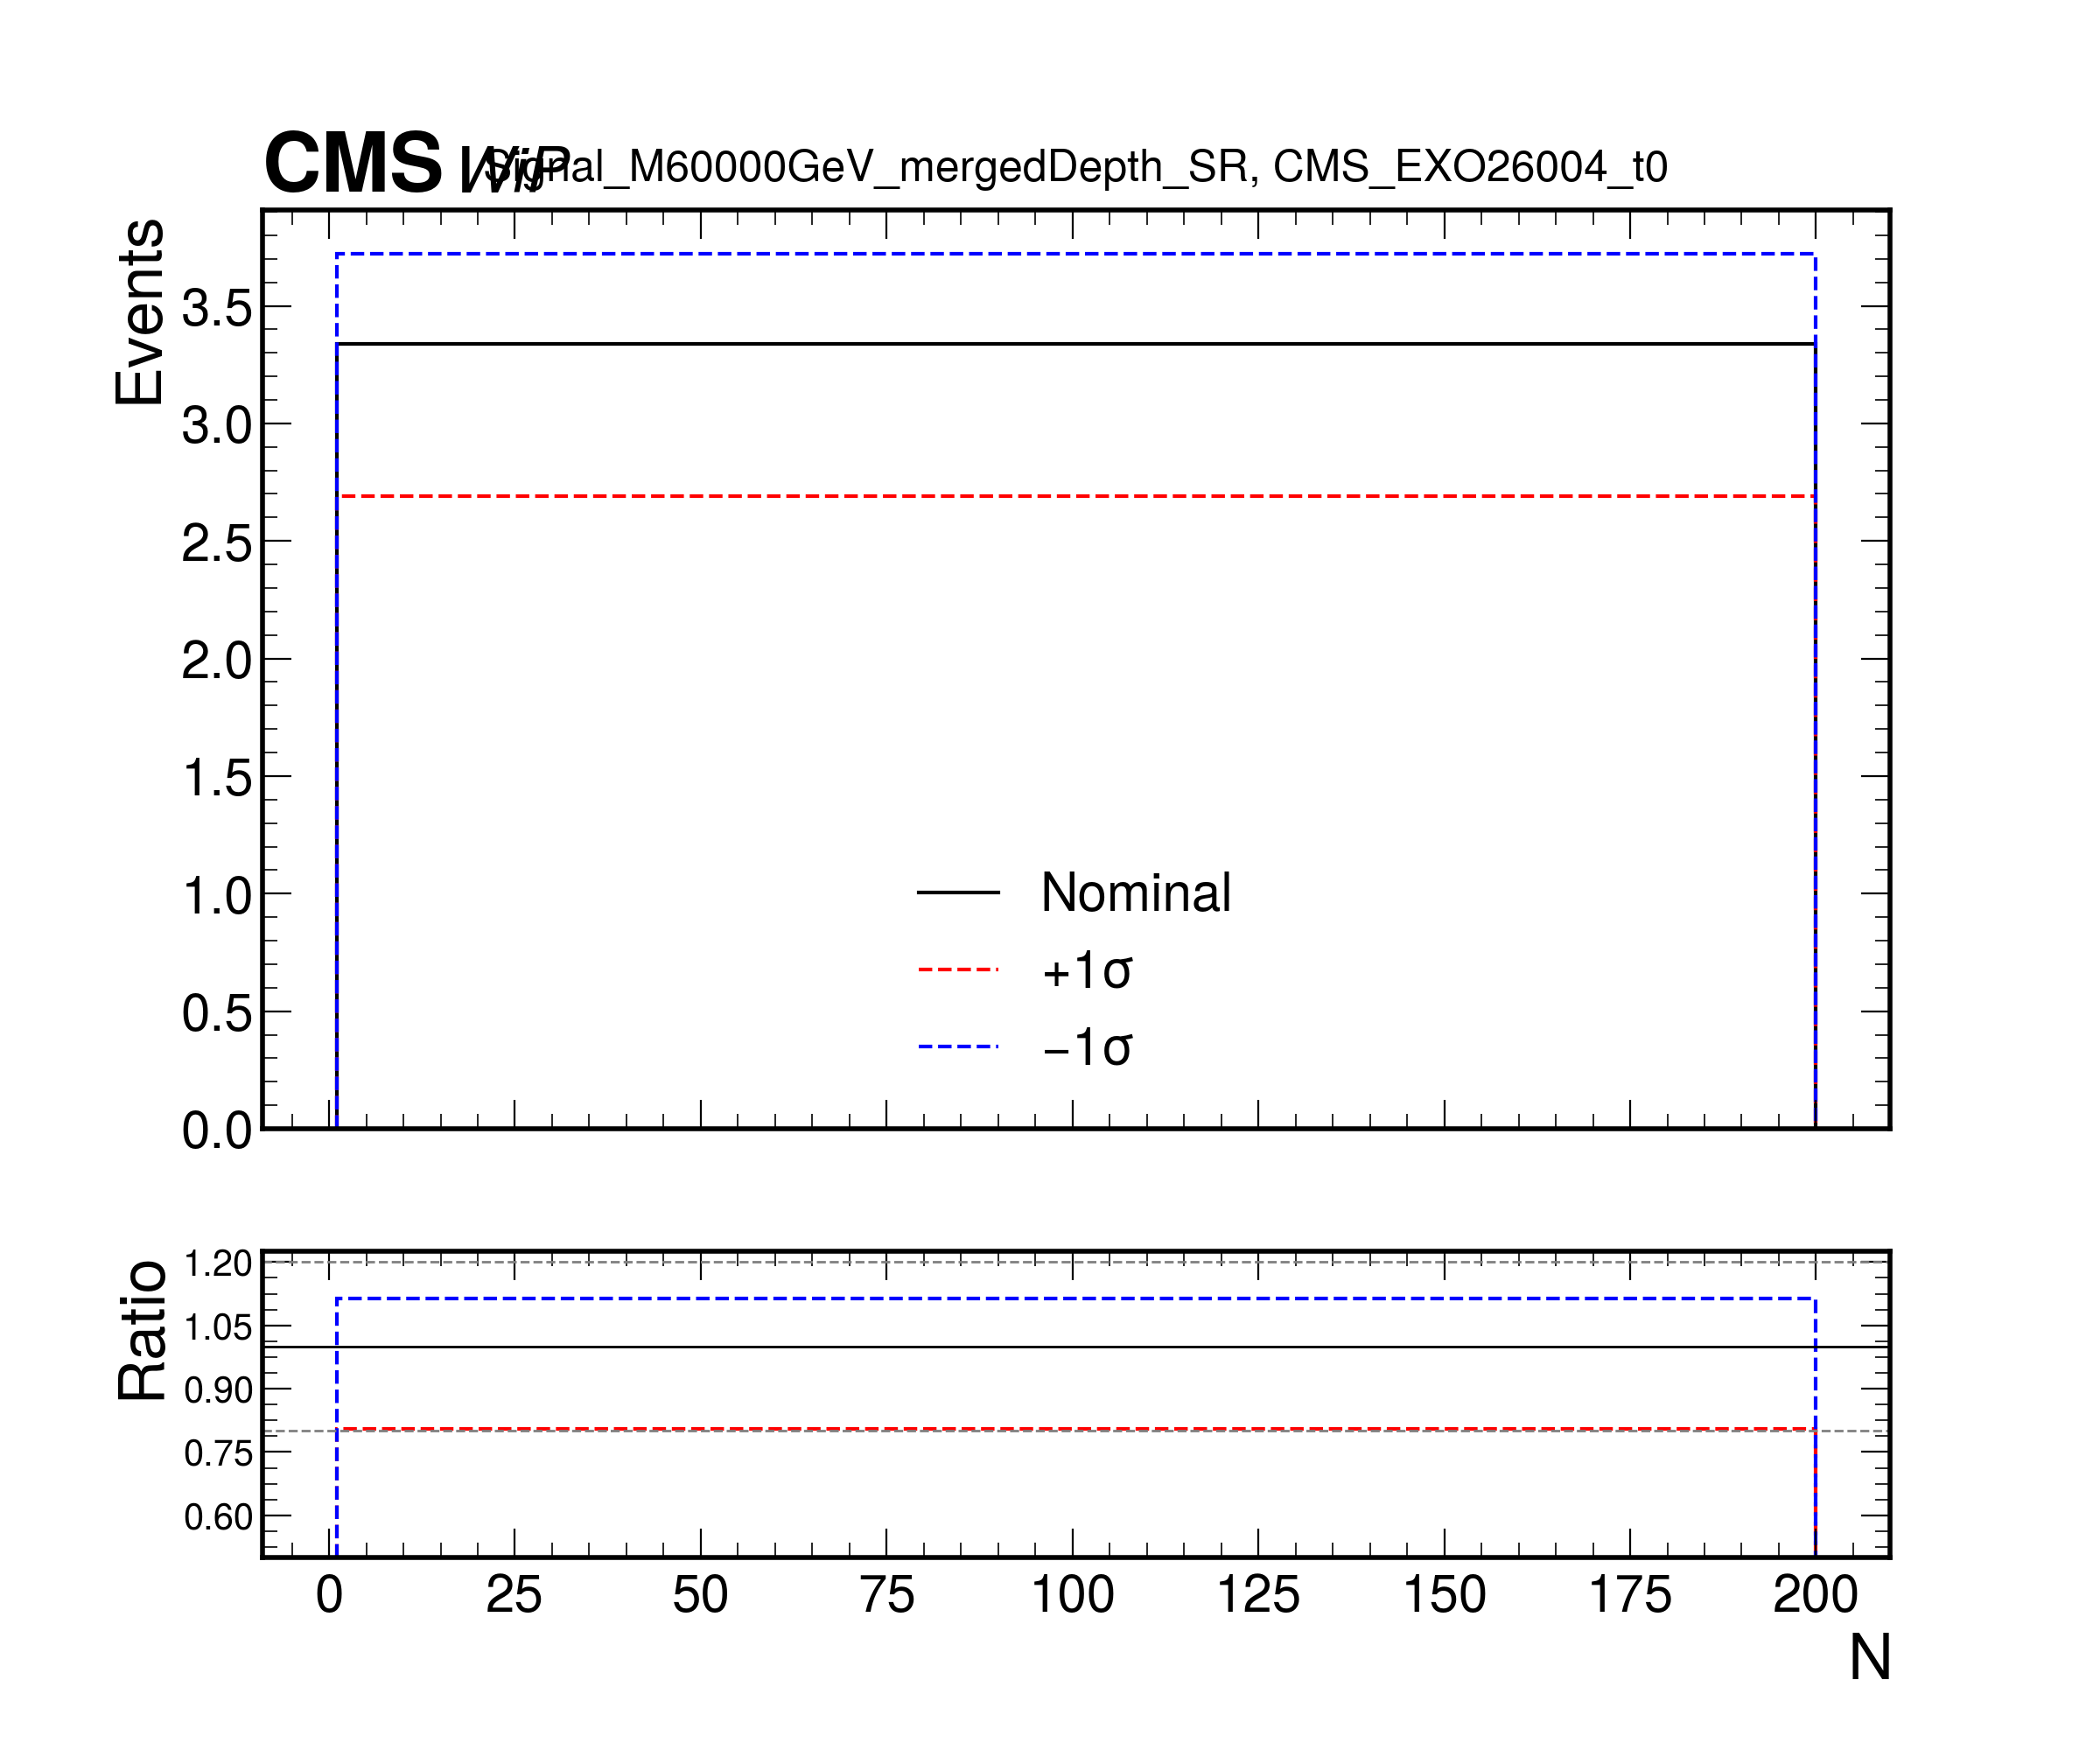 CMS WiP
Signal_M60000GeV_mergedDepth_SR, CMS_EXO26004_t0
Events
3.5
3.0
2.5
2.0
1.5
1.0
0.5
0.0
Nominal
+1σ
−1σ
Ratio
1.20
1.05
0.90
0.75
0.60
0 25 50 75 100 125 150 175 200
N